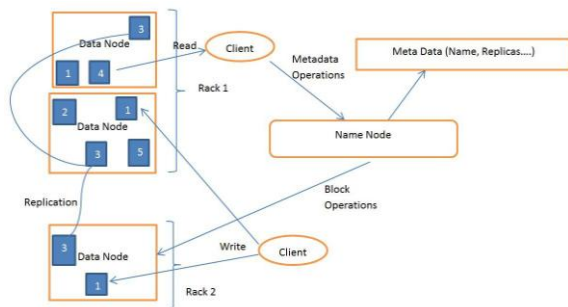 3
Data Node
1
4
Read
Client
Metadata
Operations
Meta Data (Name, Replicas....)
Rack 1
2
1
Data Node
3
5
Name Node
Replication
Block
Operations
3
Data Node
1
Write
Client
Rack 2